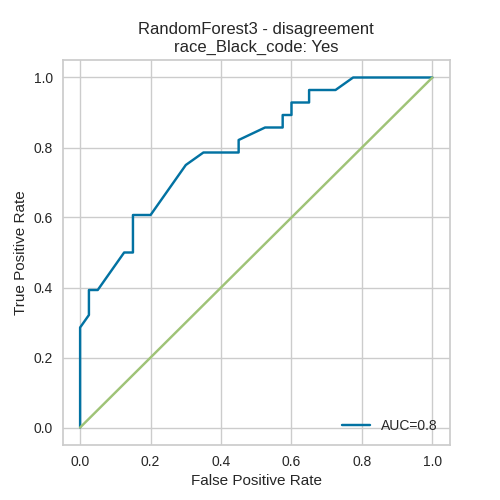 RandomForest3 - disagreement
race_Black_code: Yes
1.0
0.8
0.6
0.4
0.2
0.0
True Positive Rate
AUC=0.8
0.0 0.2 0.4 0.6 0.8 1.0
False Positive Rate